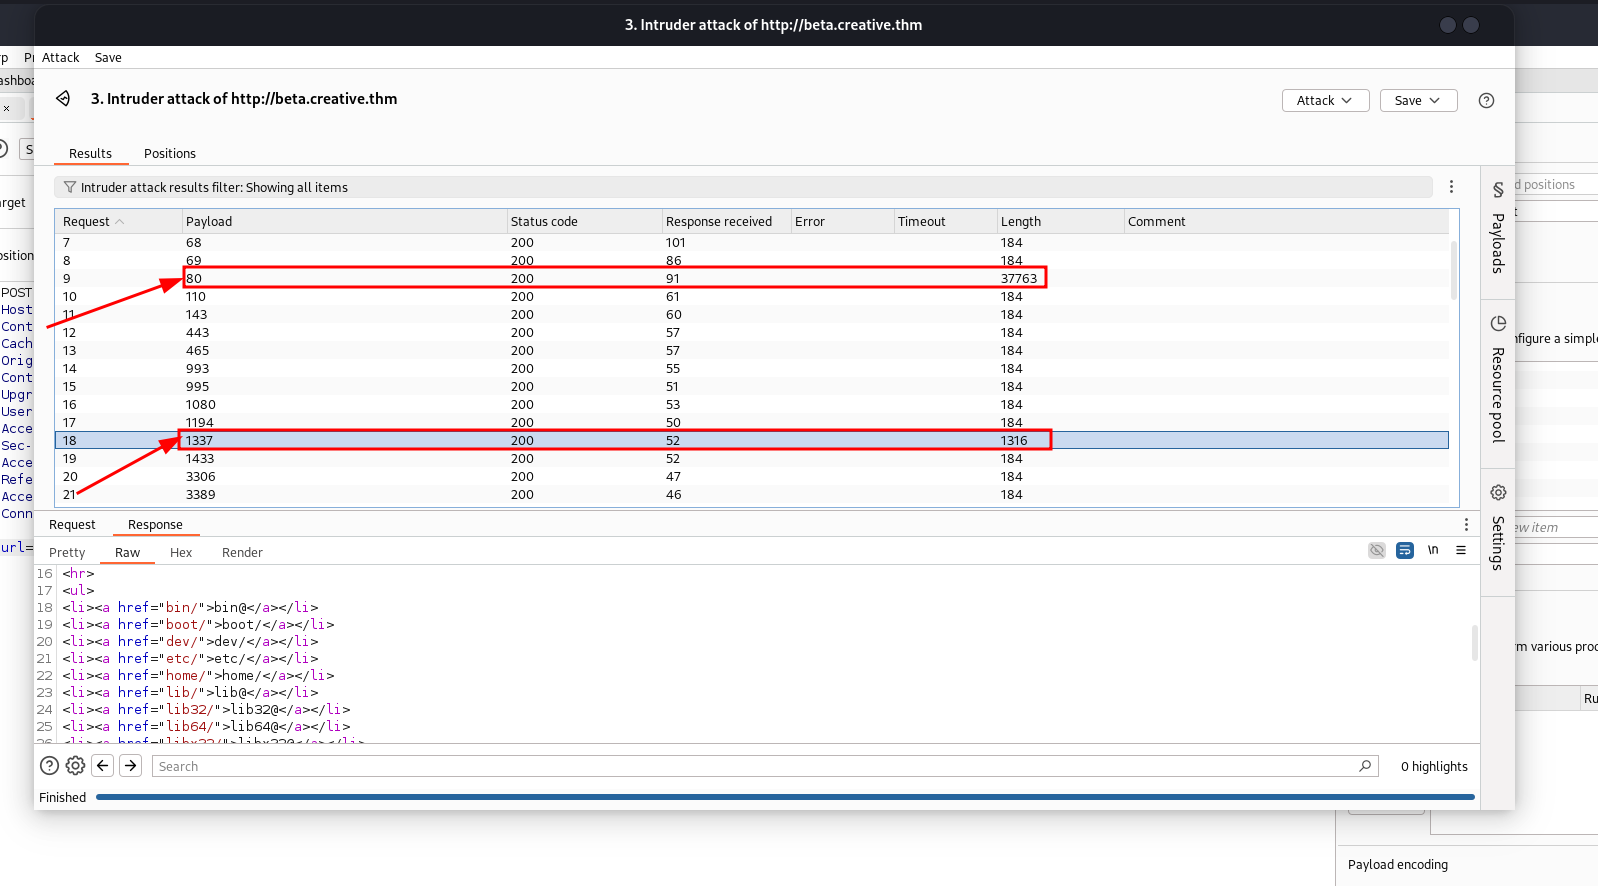 3. Intruder attack of http://beta.creative.thm
Attack Save
3. Intruder attack of http://beta.creative.thm
Attack Save
Results Positions
Intruder attack results filter: Showing all items
Request Payload Status code Response received Error Timeout Length Comment
7 68 200 101 184
8 69 200 86 184
9 80 200 91 37763
10 110 200 61 184
11 143 200 60 184
12 443 200 57 184
13 465 200 57 184
14 993 200 55 184
15 995 200 51 184
16 1080 200 53 184
17 1194 200 50 184
18 1337 200 52 1316
19 1433 200 52 184
20 3306 200 47 184
21 3389 200 46 184
Request Response
Pretty Raw Hex Render
\n
16 <hr>
17 <ul>
18 <li><a href="bin/">bin@</a></li>
19 <li><a href="boot/">boot/</a></li>
20 <li><a href="dev/">dev/</a></li>
21 <li><a href="etc/">etc/</a></li>
22 <li><a href="home/">home/</a></li>
23 <li><a href="lib/">lib@</a></li>
24 <li><a href="lib32/">lib32@</a></li>
25 <li><a href="lib64/">lib64@</a></li>
26 <li><a href="libx32/">libx32@</a></li>
Search
0 highlights
Finished
Payloads
Resource pool
Settings
POST
Host
Cont
Cach
Orig
Cont
Upgr
User
Acce
Sec-
Acce
Refe
Acce
Conn
url=
d positions
nfigure a simple
ew item
rm various proc
Ru
Payload encoding